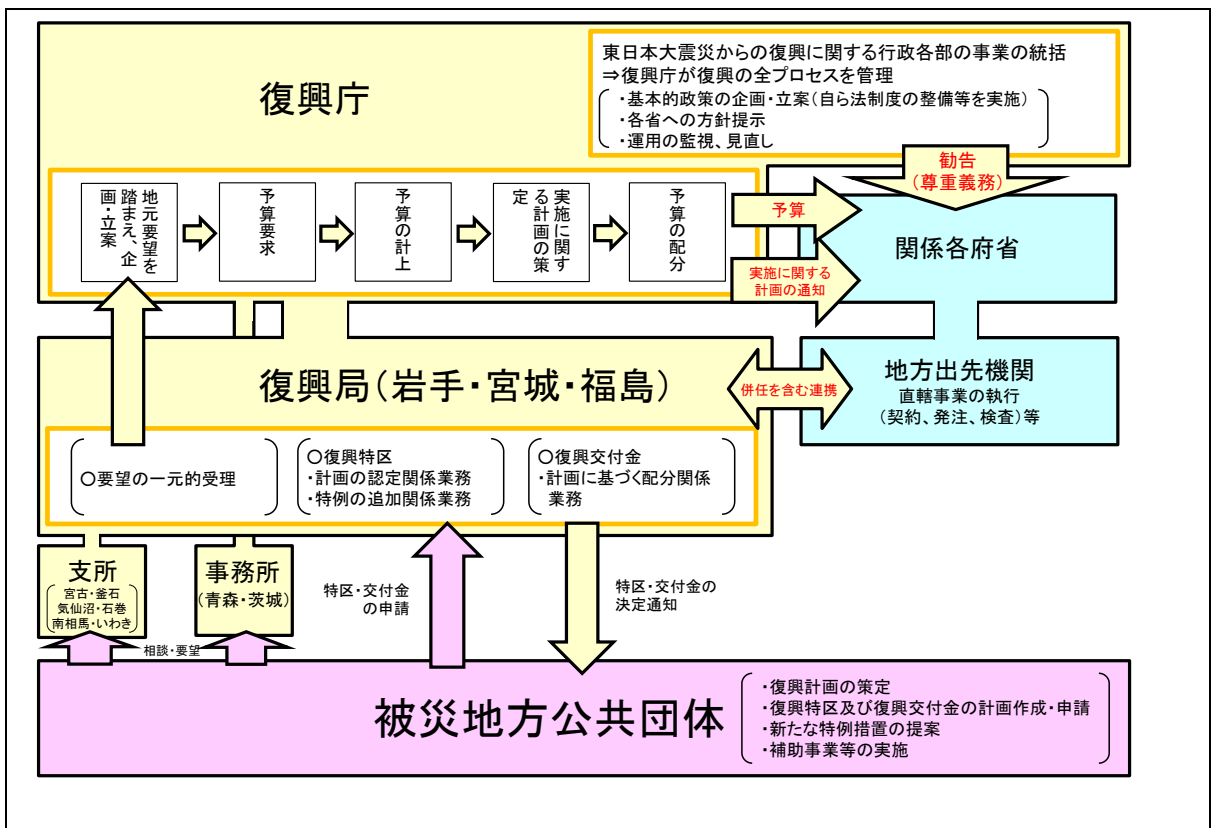 復興庁
東日本大震災からの復興に関する行政各部の事業の統括
⇒復興庁が復興の全プロセスを管理
・基本的政策の企画・立案（自ら法制度の整備等を実施）
・各省への方針提示
・運用の監視、見直し
勧告
（尊重義務）
地元要望を
踏まえ、企
画・立案
予算要求
予算の計上
実施に関す
る計画の策
定
予算の配分
予算
実施に関する
計画の通知
関係各府省
復興局（岩手・宮城・福島）
併任を含む連携
地方出先機関
直轄事業の執行
（契約、発注、検査）等
○要望の一元的受理
○復興特区
・計画の認定関係業務
・特例の追加関係業務
○復興交付金
・計画に基づく配分関係
業務
支所
宮古・釜石
気仙沼・石巻
南相馬・いわき
事務所
（青森・茨城）
特区・交付金
の申請
特区・交付金の
決定通知
相談・要望
被災地方公共団体
・復興計画の策定
・復興特区及び復興交付金の計画作成・申請
・新たな特例措置の提案
・補助事業等の実施